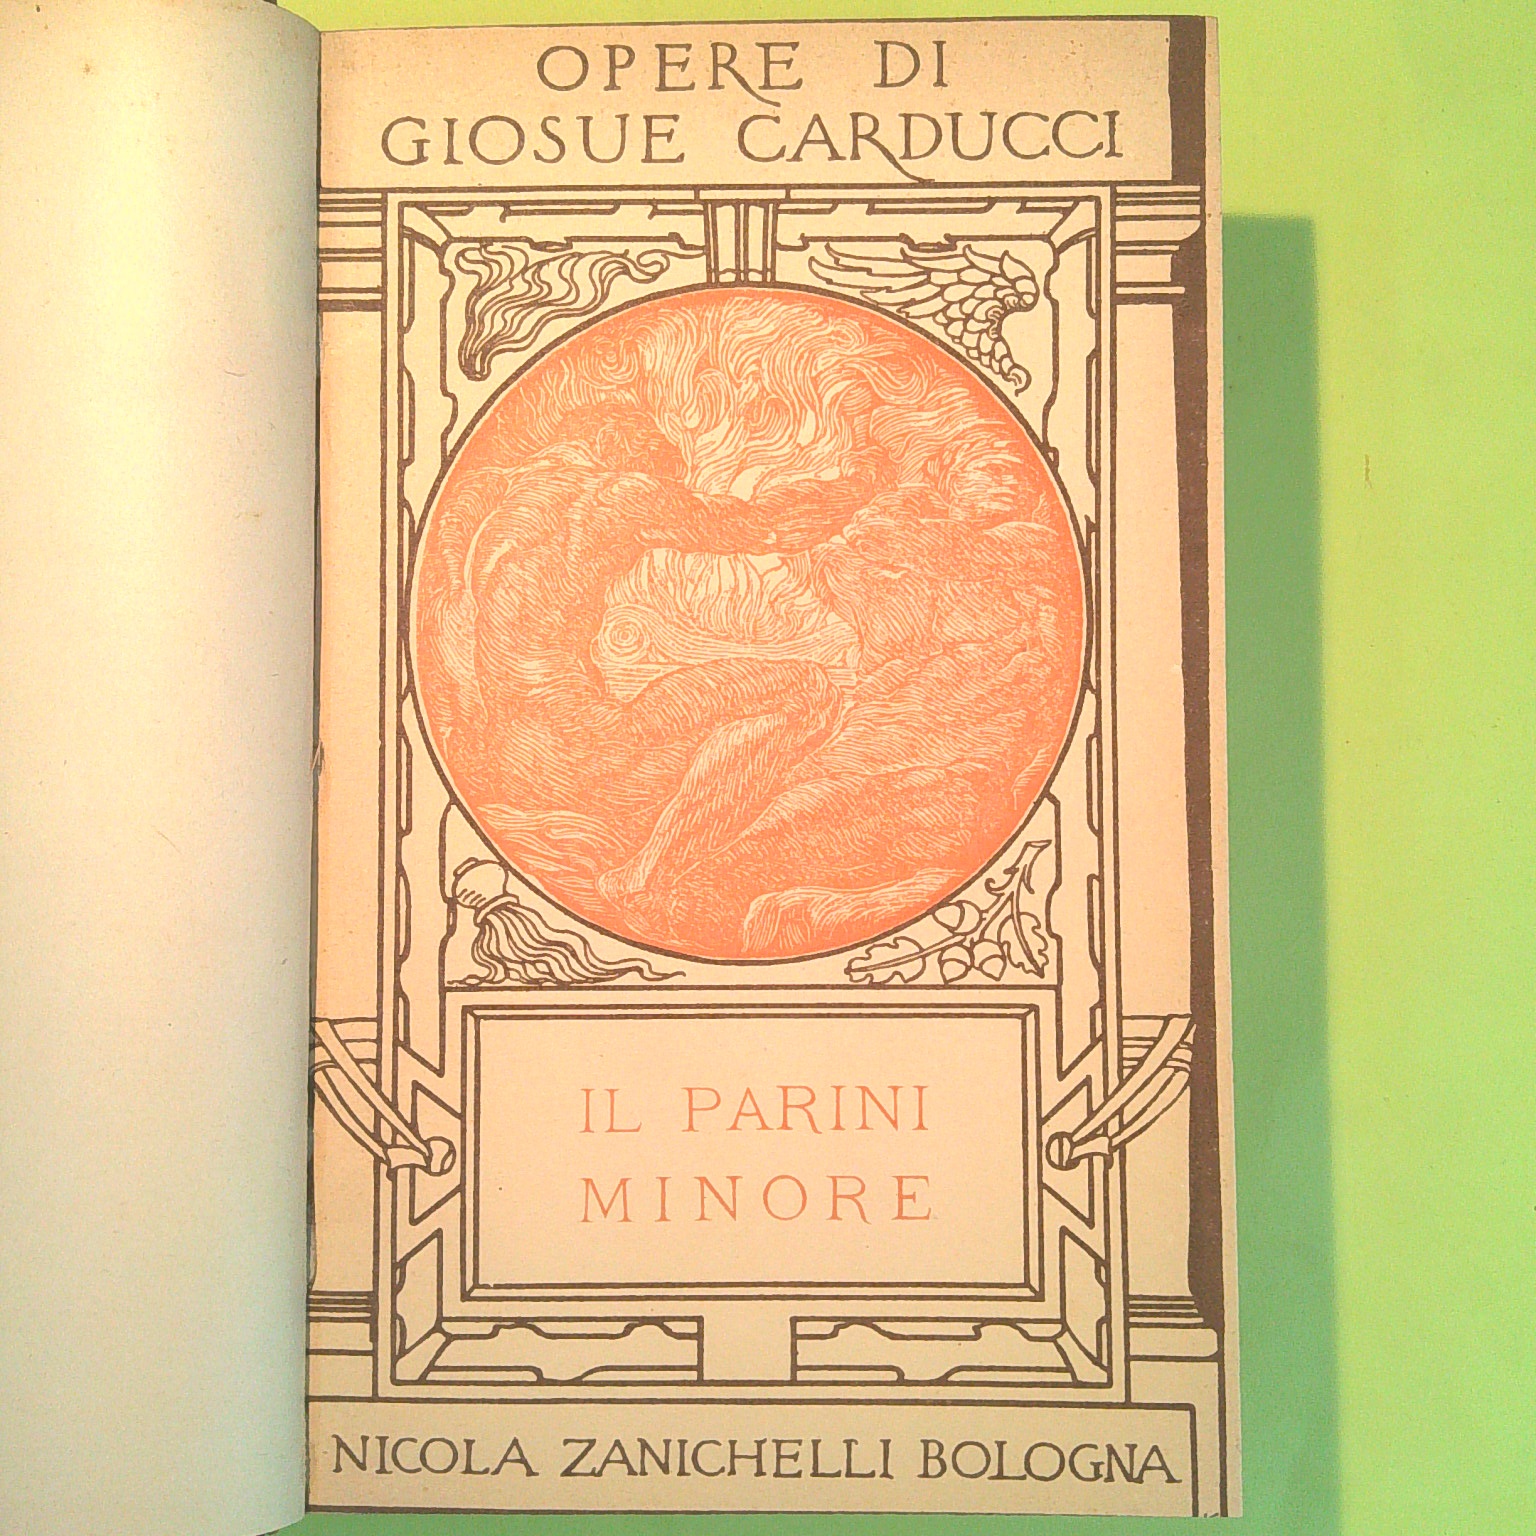 OPERE DI
GIOSUE CARDUCCI
IL PARINI
MINORE
NICOLA ZANICHELLI BOLOGNA